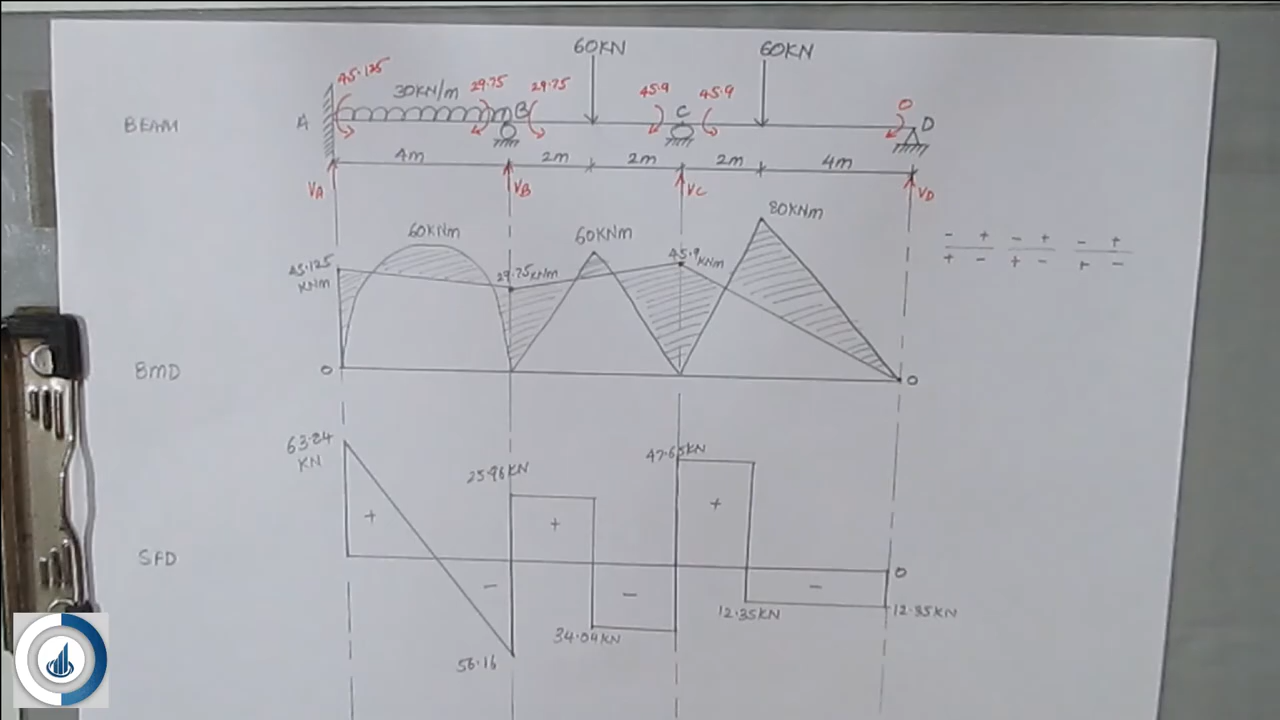 60KN 60KN
45.125 30KN/m 29.75 29.75 45.9 45.9 0
BEAM A B C D
4m 2m 2m 2m 4m
VA VB VC VD
60KNm 60KNm 80KNm
- + - + - +
+ - + - + -
45.125 KNm 29.75KNm 45.9KNm
BMD 0 0
63.84 KN 25.96KN 47.65KN
+ + +
SFD 0
- - -
56.16 34.04KN 12.35KN 12.35KN